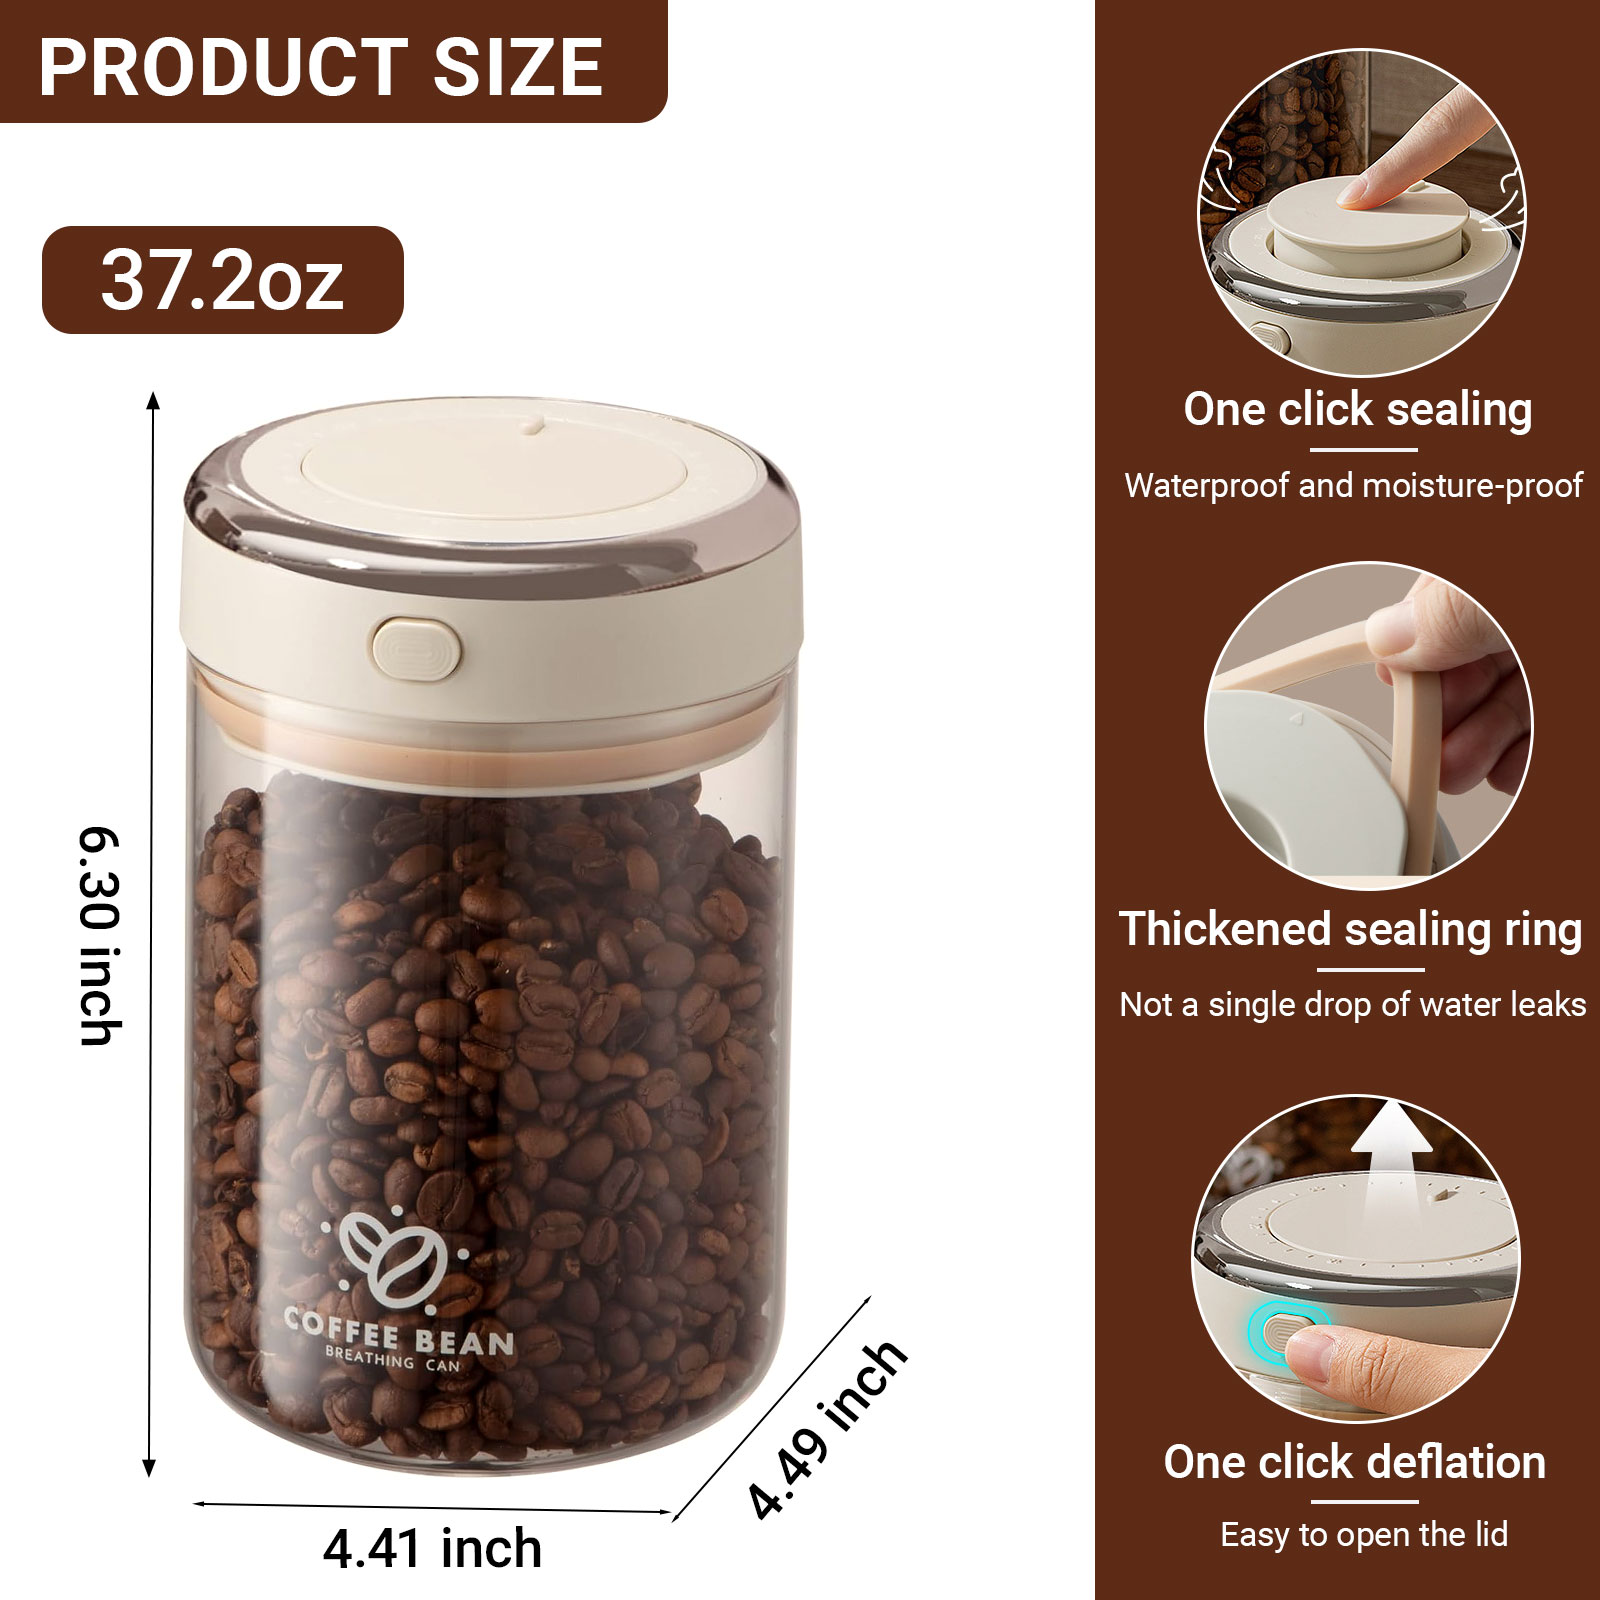 PRODUCT SIZE
37.2oz
6.30 inch
COFFEE BEAN
BREATHING CAN
4.41 inch
4.49 inch
One click sealing
Waterproof and moisture-proof
Thickened sealing ring
Not a single drop of water leaks
One click deflation
Easy to open the lid